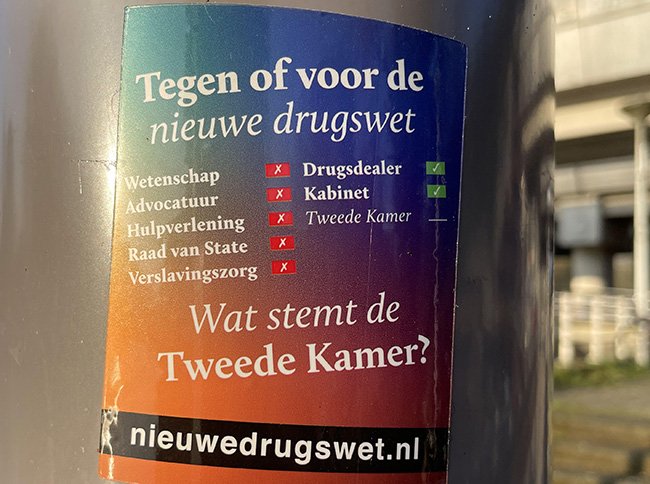 Tegen of voor de
nieuwe drugswet
Wetenschap ✗
Advocatuur ✗
Hulpverlening ✗
Raad van State ✗
Verslavingszorg ✗
Drugsdealer ✓
Kabinet ✓
Tweede Kamer __
Wat stemt de
Tweede Kamer?
nieuwedrugswet.nl